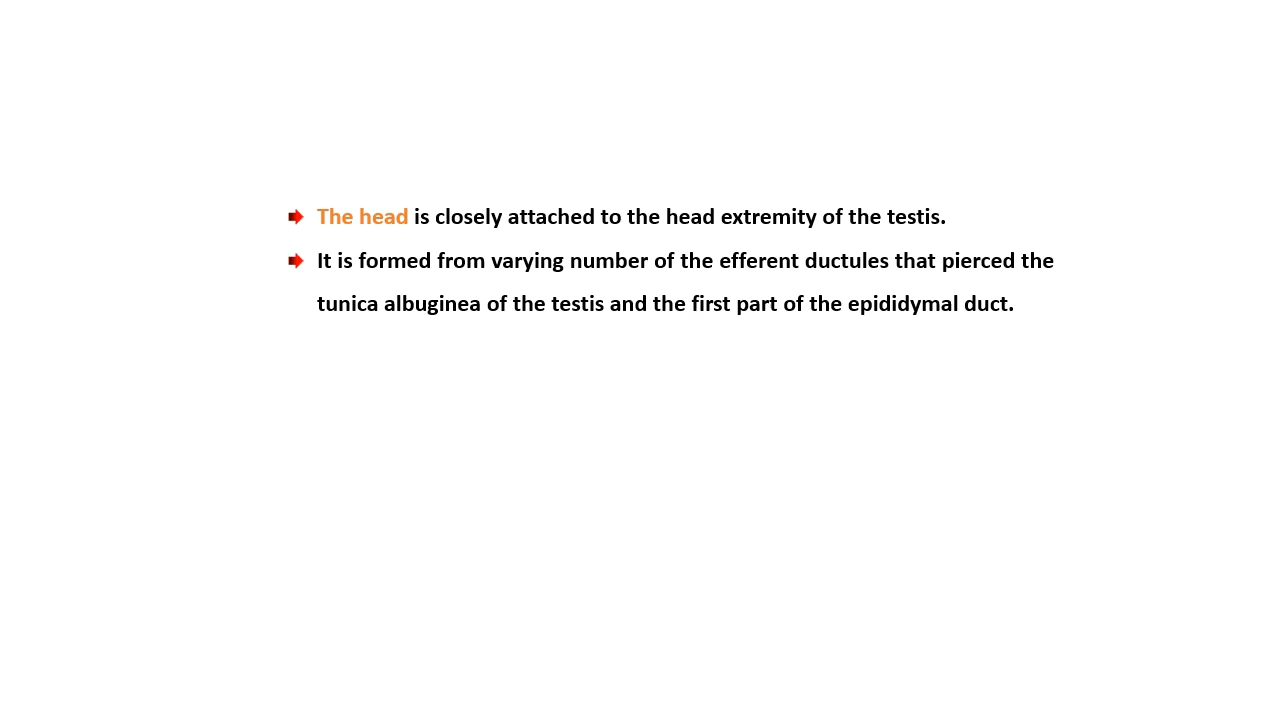 The head is closely attached to the head extremity of the testis.
It is formed from varying number of the efferent ductules that pierced the
tunica albuginea of the testis and the first part of the epididymal duct.